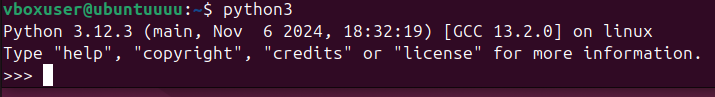 vboxuser@ubuntuuuu:~$ python3
Python 3.12.3 (main, Nov  6 2024, 18:32:19) [GCC 13.2.0] on linux
Type "help", "copyright", "credits" or "license" for more information.
>>>